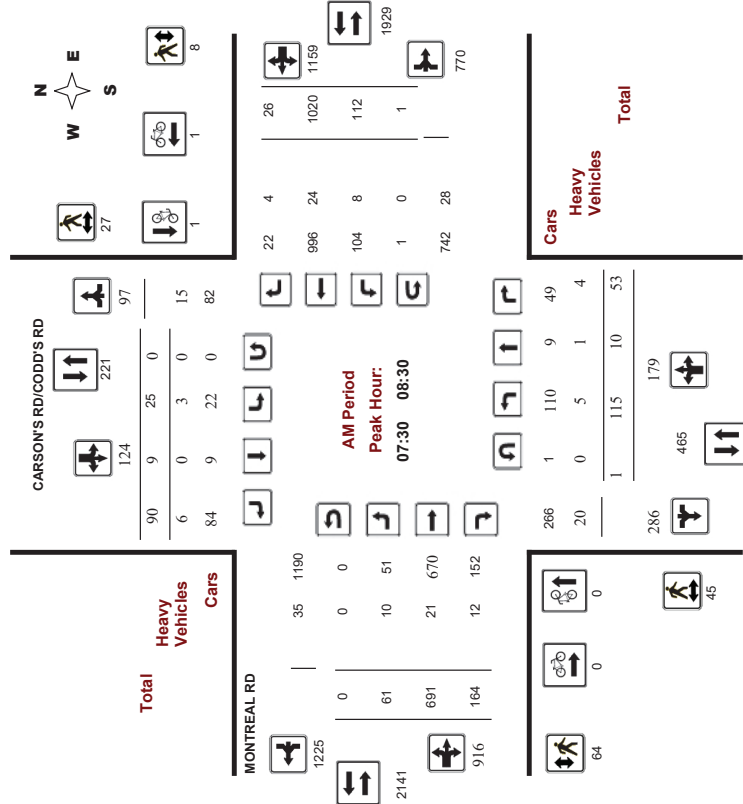 N
W E
S
8
1
1
27
CARSON'S RD/CODD'S RD
97
221
124
90 9 25 0
6 0 3 0 15
84 9 22 0 82
Total
Heavy
Vehicles
Cars
1929
1159
770
22 4 26
996 24 1020
104 8 112
1 0 1
742 28
AM Period
Peak Hour:
07:30 08:30
MONTREAL RD
1225
2141
916
35 1190
0 0 0
61 10 51
691 21 670
164 12 152
Cars
Heavy
Vehicles
Total
266 1 110 9 49
20 0 5 1 4
1 115 10 53
286
179
465
0
0
45
64